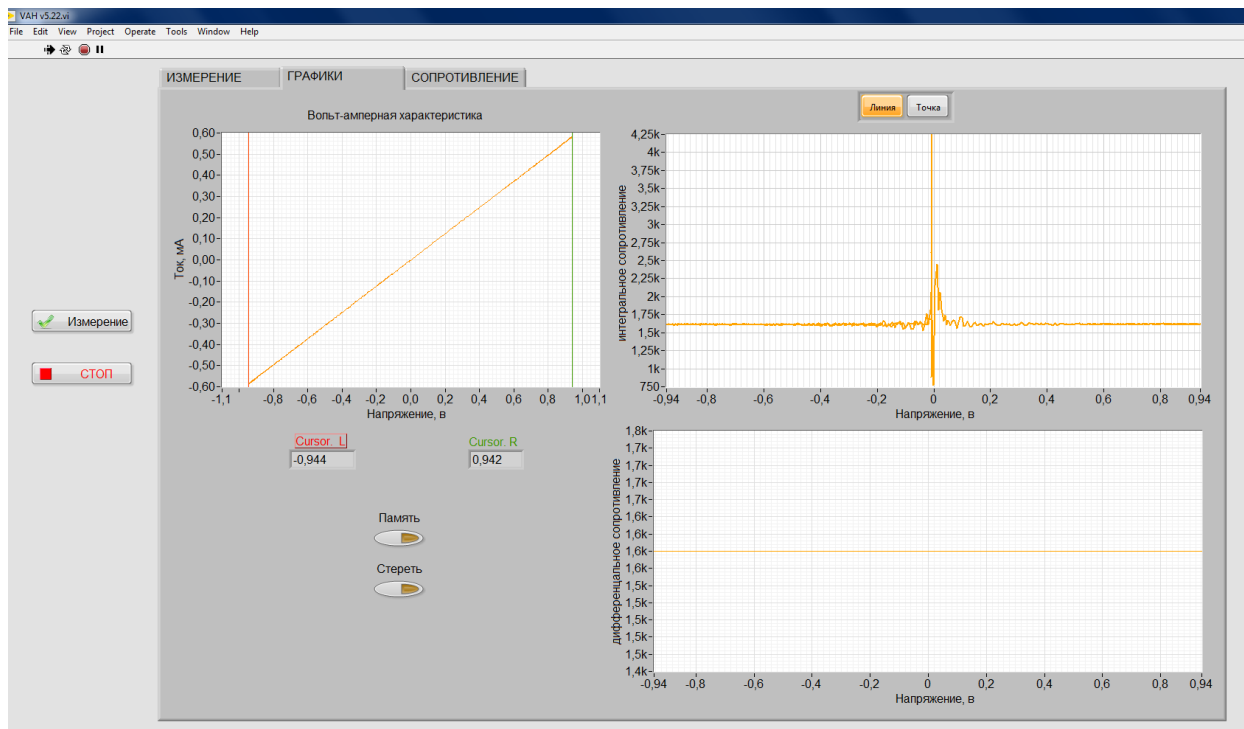 VAH v5.22.vi
File Edit View Project Operate Tools Window Help
ИЗМЕРЕНИЕ ГРАФИКИ СОПРОТИВЛЕНИЕ
Линия Точка
Вольт-амперная характеристика
0,60
0,50
0,40
0,30
0,20
0,10
0,00
-0,10
-0,20
-0,30
-0,40
-0,50
-0,60
Ток, мА
-1,1 -0,8 -0,6 -0,4 -0,2 0,0 0,2 0,4 0,6 0,8 1,01,1
Напряжение, в
4,25k
4k
3,75k
3,5k
3,25k
3k
2,75k
2,5k
2,25k
2k
1,75k
1,5k
1,25k
1k
750
интегральное сопротивление
-0,94 -0,8 -0,6 -0,4 -0,2 0 0,2 0,4 0,6 0,8 0,94
Напряжение, в
Измерение
СТОП
Cursor. L Cursor. R
-0,944 0,942
Память
Стереть
1,8k
1,7k
1,7k
1,7k
1,7k
1,6k
1,6k
1,6k
1,6k
1,5k
1,5k
1,5k
1,5k
1,5k
1,4k
дифференцальное сопротивление
-0,94 -0,8 -0,6 -0,4 -0,2 0 0,2 0,4 0,6 0,8 0,94
Напряжение, в